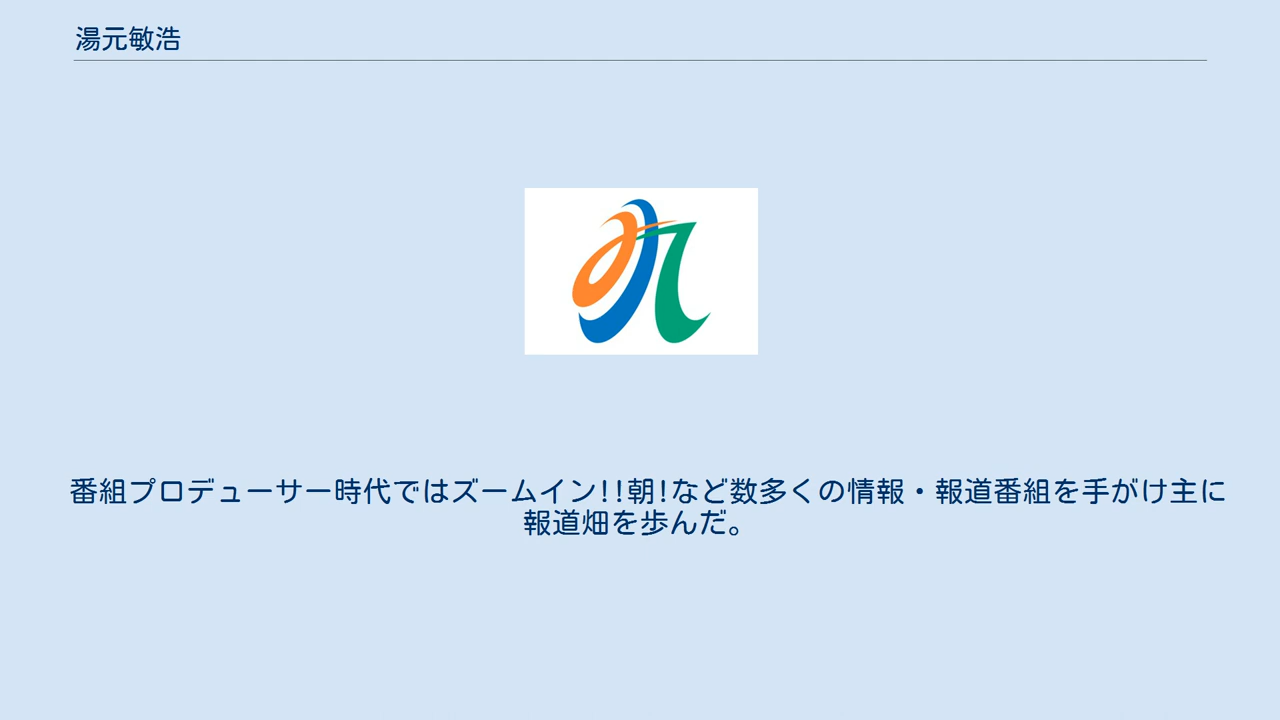 湯元敏浩
番組プロデューサー時代ではズームイン!!朝!など数多くの情報・報道番組を手がけ主に
報道畑を歩んだ。